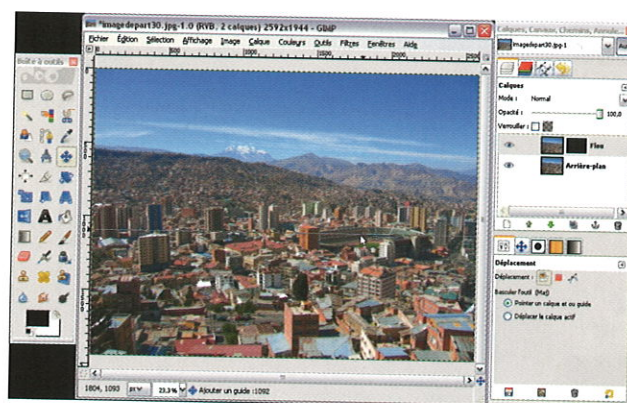 *imagedepart30.jpg-1.0 (RVB, 2 calques) 2592x1944 - GIMP
Fichier Édition Sélection Affichage Image Calque Couleurs Outils Filtres Fenêtres Aide
Boîte à outils
1804, 1093 px 23,3% Ajouter un guide :1092
Calques, Canaux, Chemins,
imagedepart30.jpg-1
Calques
Mode : Normal
Opacité : 100,0
Verrouiller :
Flou
Arrière-plan
Déplacement
Déplacement :
Basculer l'outil (Maj)
Pointer un calque et ou guide
Déplacer le calque actif